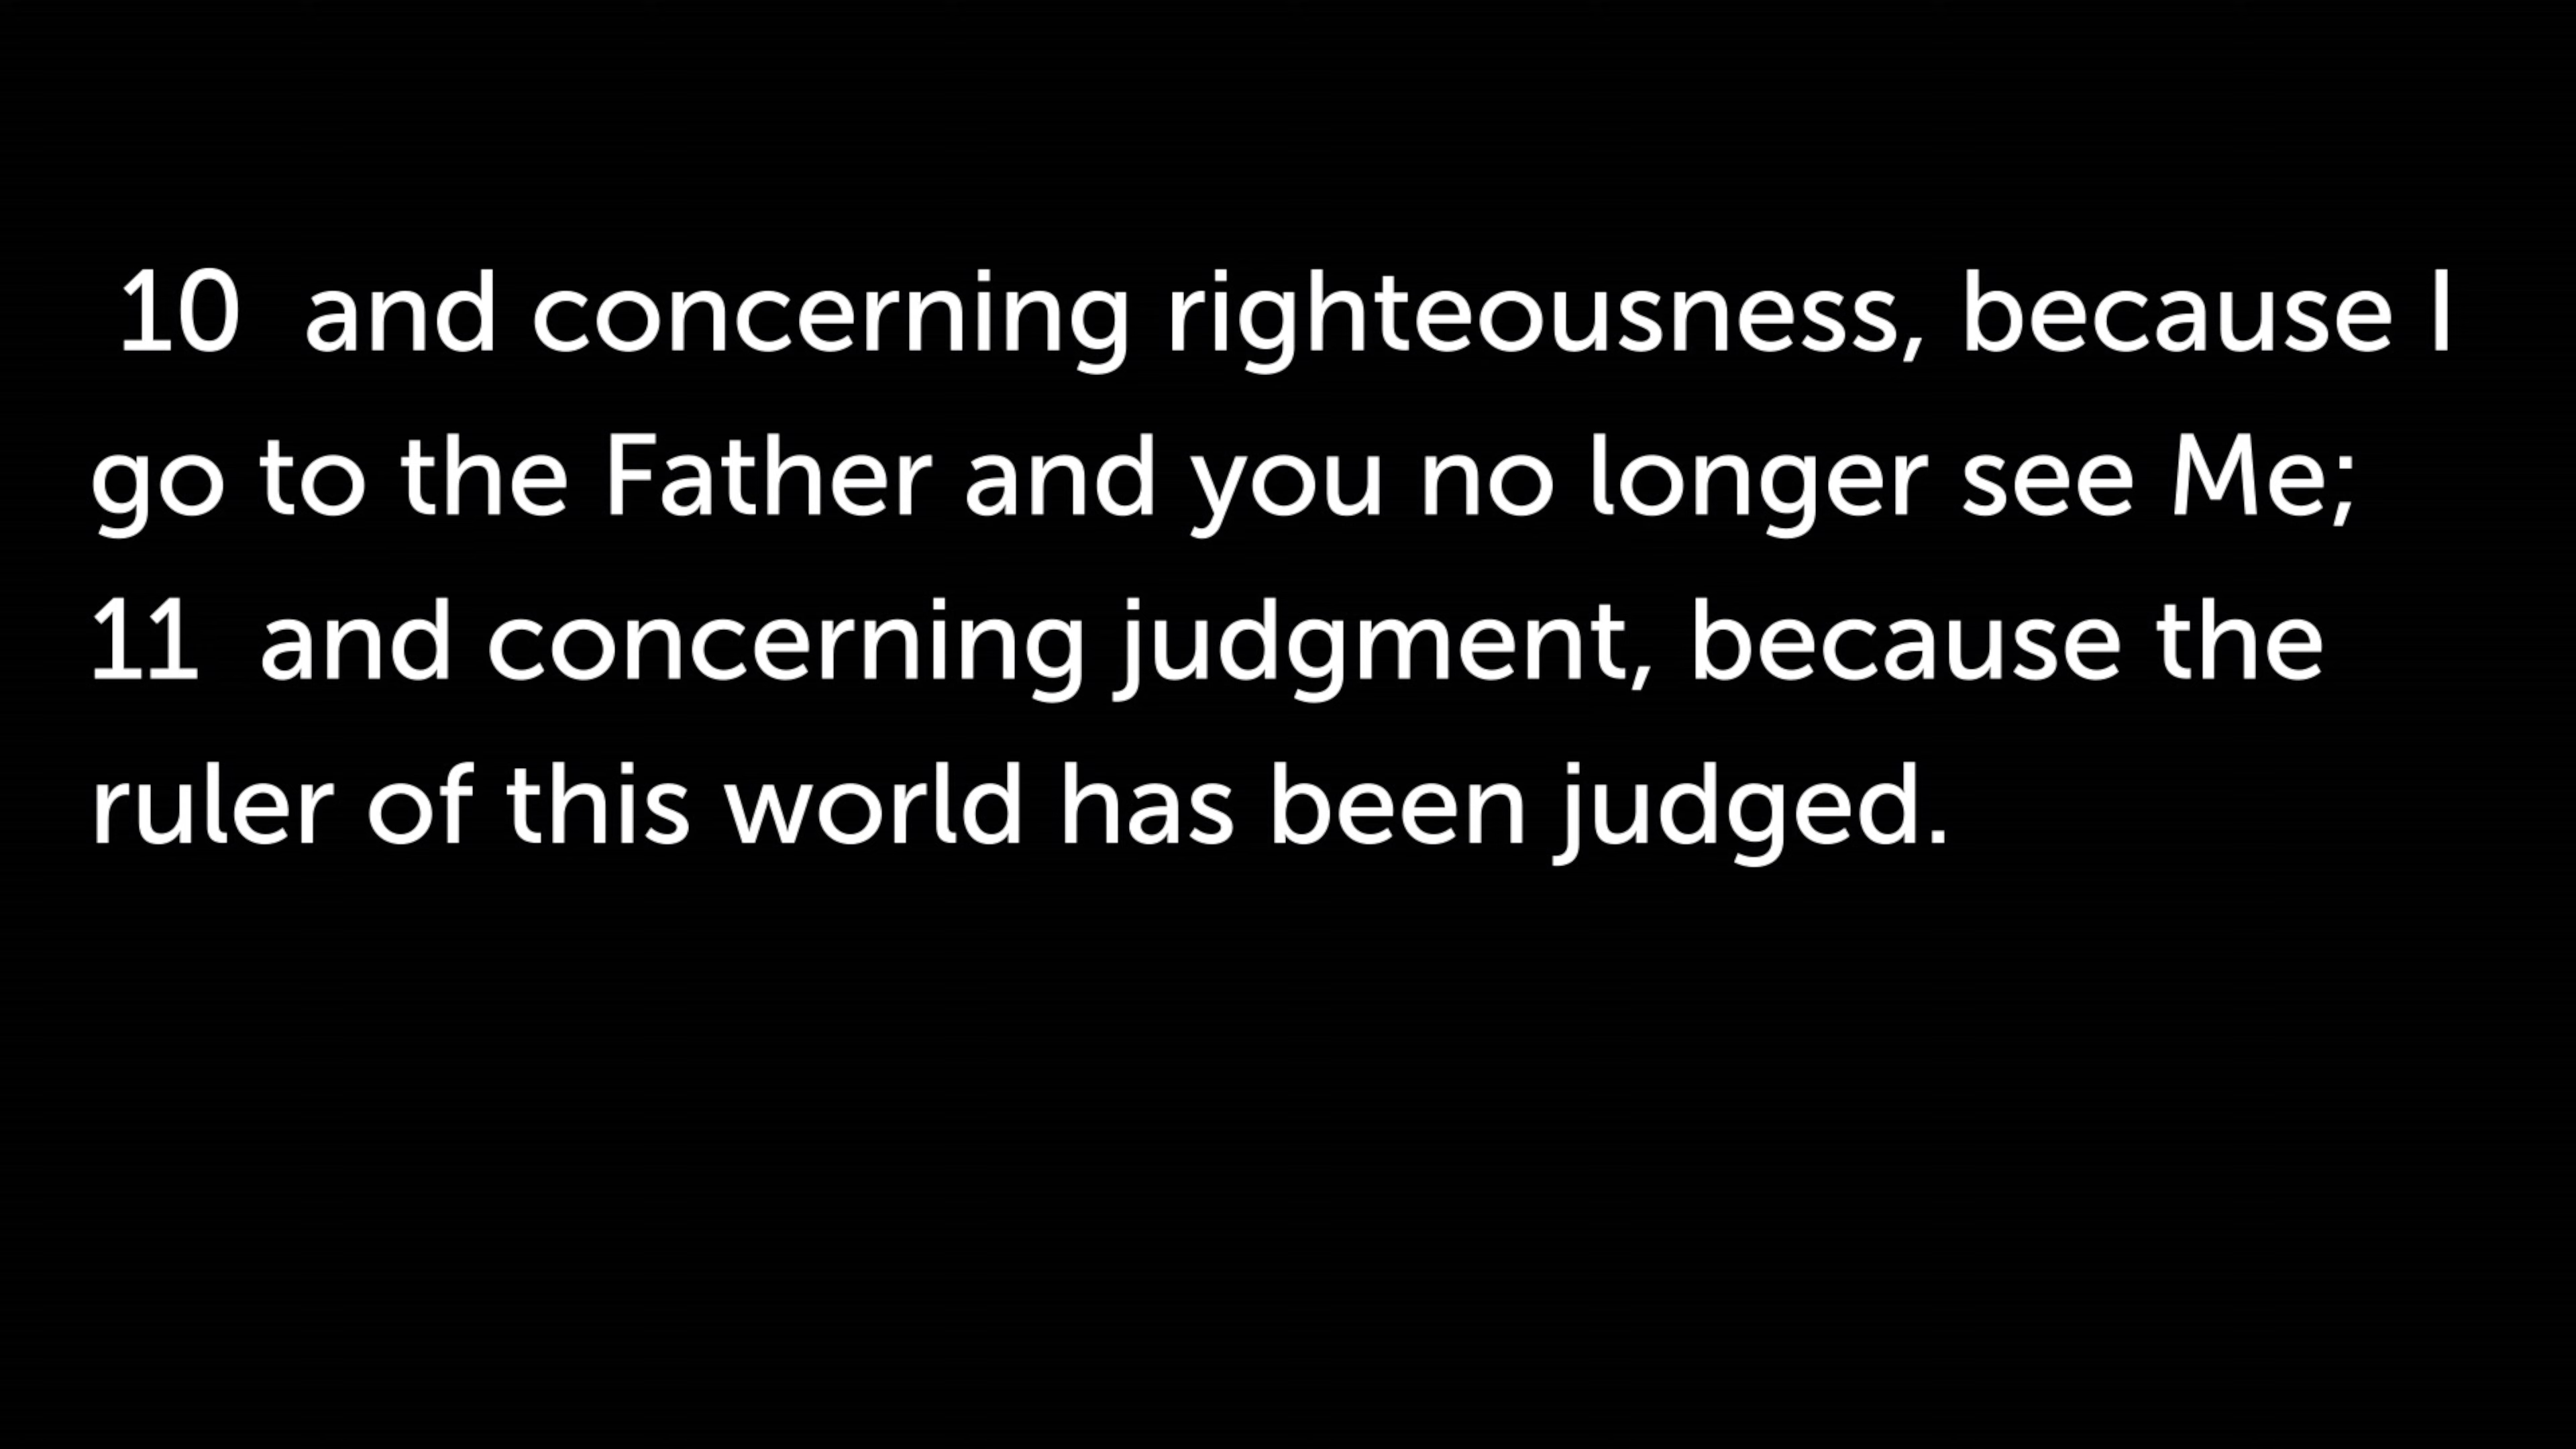 10 and concerning righteousness, because I
go to the Father and you no longer see Me;
11 and concerning judgment, because the
ruler of this world has been judged.